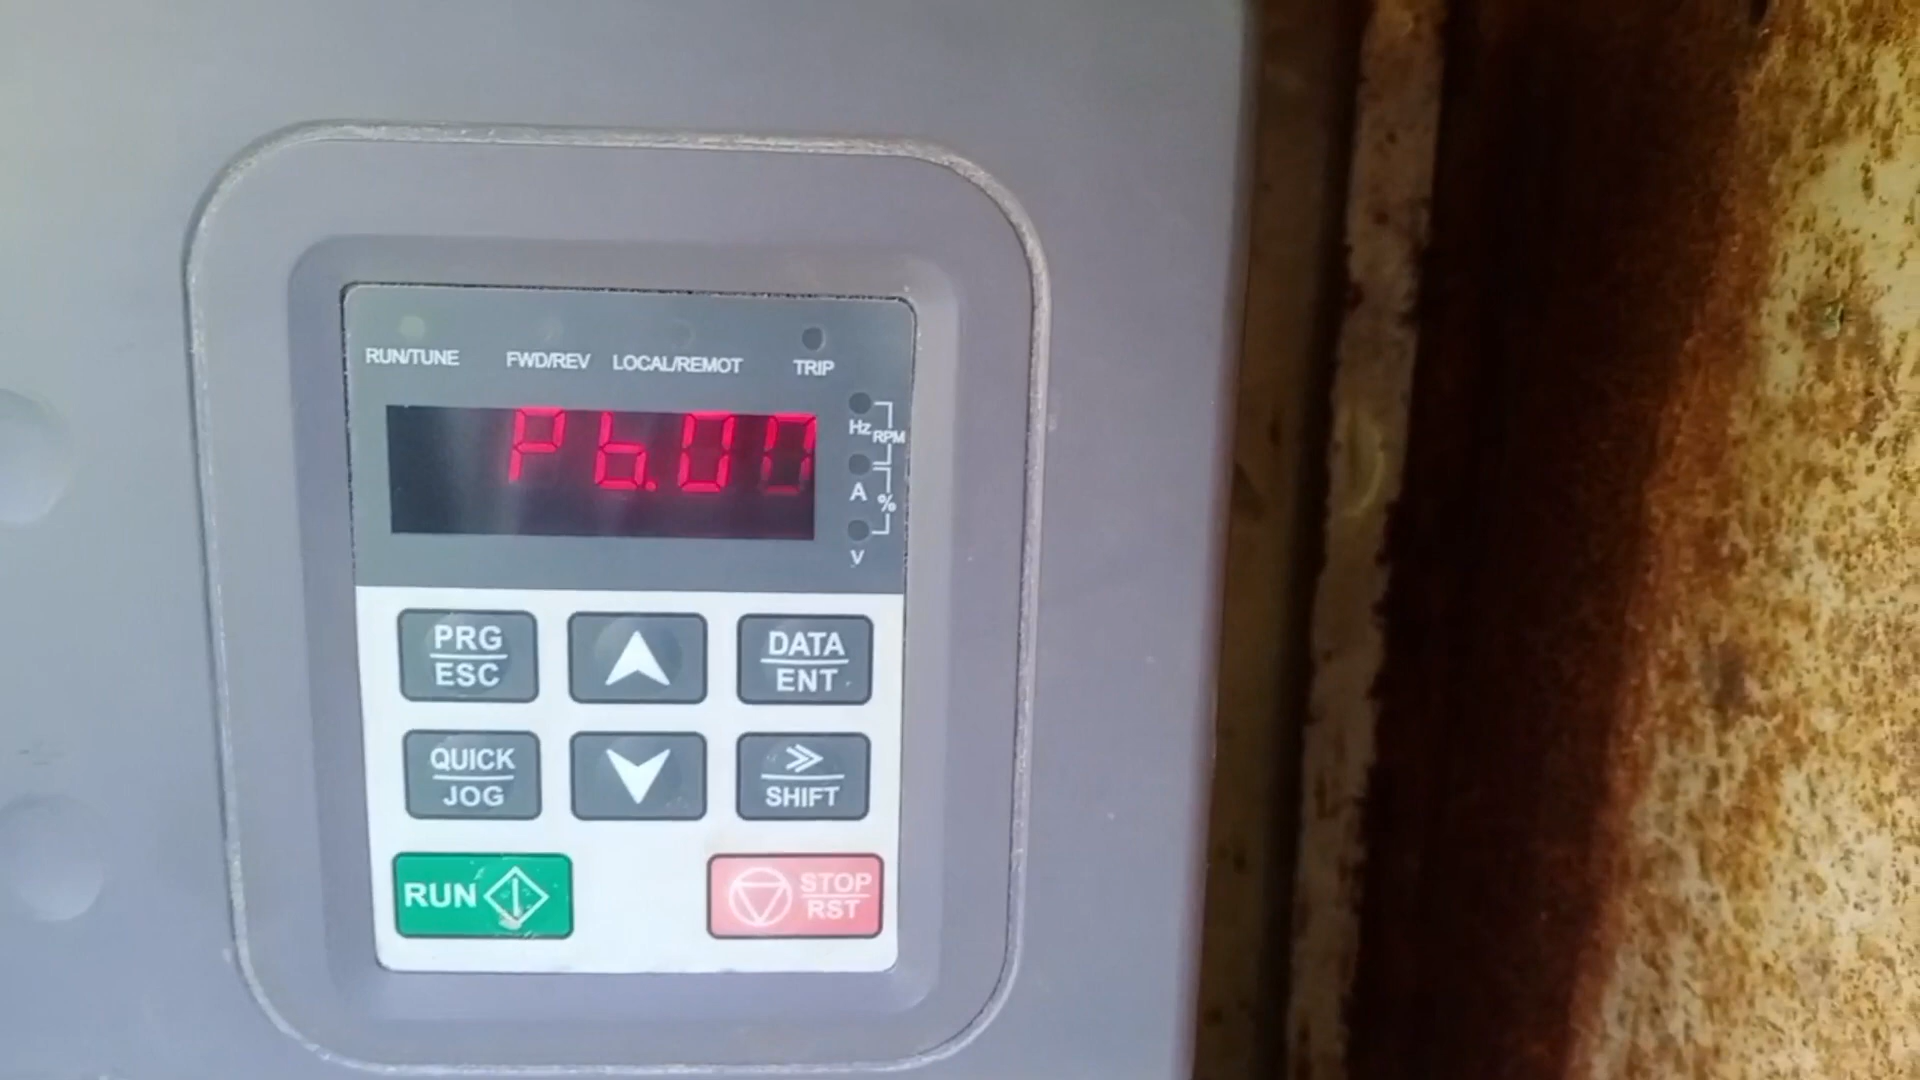 RUN/TUNE FWD/REV LOCAL/REMOT TRIP
P6.00
Hz
RPM
A
%
V
PRG
ESC
DATA
ENT
QUICK
JOG
SHIFT
RUN
STOP
RST